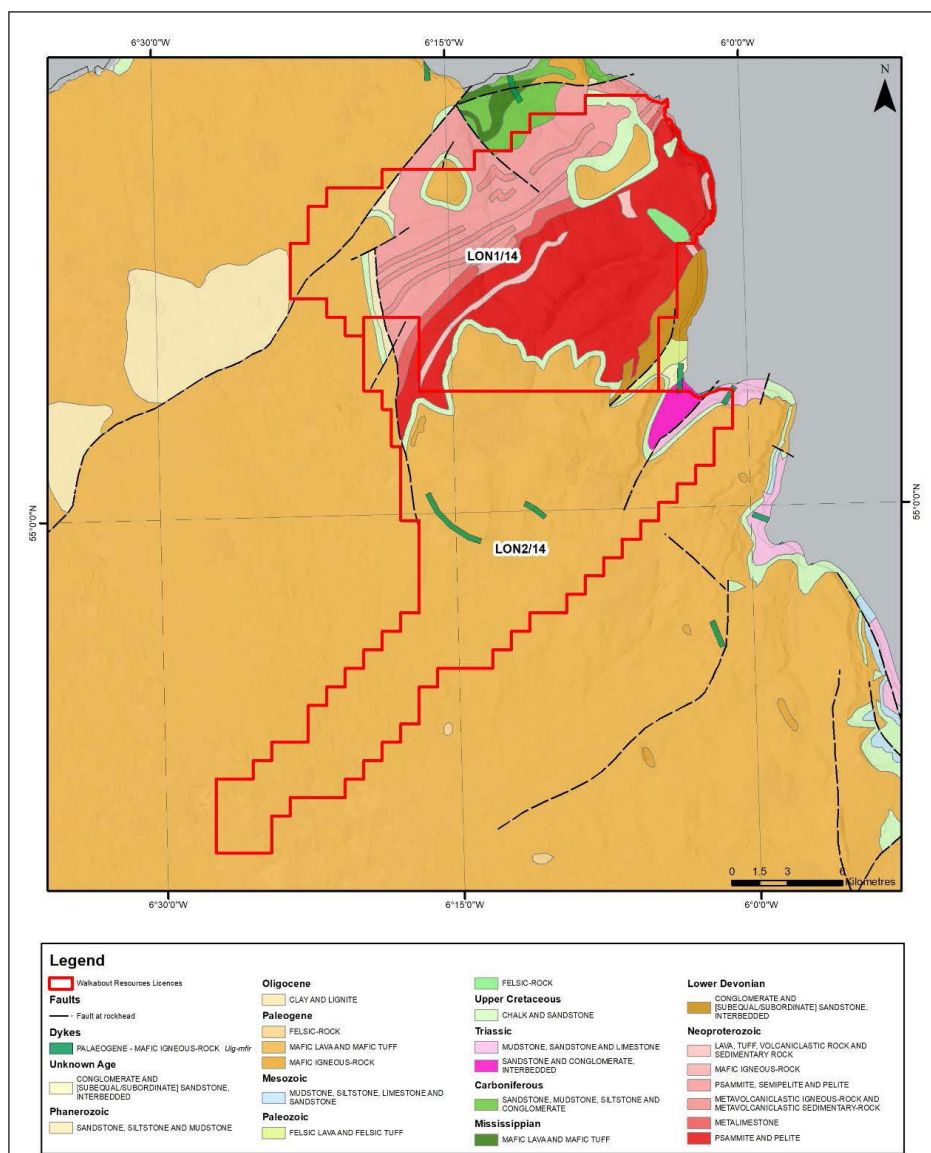 6°30'0"W
6°15'0"W
6°0'0"W
N
LON1/14
55°0'0"N
55°0'0"N
LON2/14
0 1.5 3 6
Kilometres
6°30'0"W
6°15'0"W
6°0'0"W
Legend
Walkabout Resources Licences
Faults
Fault at rockhead
Dykes
PALAEOGENE - MAFIC IGNEOUS-ROCK Ulg-mfir
Unknown Age
CONGLOMERATE and
[SUBEQUAL/SUBORDINATE] SANDSTONE,
INTERBEDDED
Phanerozoic
SANDSTONE, SILTSTONE AND MUDSTONE
Oligocene
CLAY AND LIGNITE
Paleogene
FELSIC-ROCK
MAFIC LAVA AND MAFIC TUFF
MAFIC IGNEOUS-ROCK
Mesozoic
MUDSTONE, SILTSTONE, LIMESTONE AND
SANDSTONE
Paleozoic
FELSIC LAVA AND FELSIC TUFF
FELSIC-ROCK
Upper Cretaceous
CHALK AND SANDSTONE
Triassic
MUDSTONE, SANDSTONE AND LIMESTONE
SANDSTONE AND CONGLOMERATE,
INTERBEDDED
Carboniferous
SANDSTONE, MUDSTONE, SILTSTONE AND
CONGLOMERATE
Mississippian
MAFIC LAVA AND MAFIC TUFF
Lower Devonian
CONGLOMERATE AND
[SUBEQUAL/SUBORDINATE] SANDSTONE,
INTERBEDDED
Neoproterozoic
LAVA, TUFF, VOLCANICLASTIC ROCK AND
SEDIMENTARY ROCK
MAFIC IGNEOUS-ROCK
PSAMMITE, SEMIPELITE AND PELITE
METAVOLCANICLASTIC IGNEOUS-ROCK AND
METAVOLCANICLASTIC SEDIMENTARY-ROCK
METALIMESTONE
PSAMMITE AND PELITE